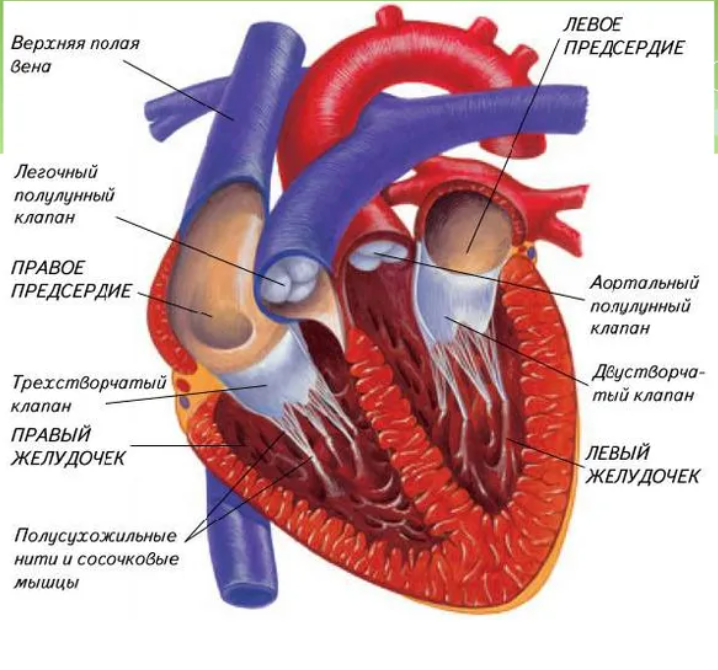 Верхняя полая
вена
Легочный
полулунный
клапан
ПРАВОЕ
ПРЕДСЕРДИЕ
Трехстворчатый
клапан
ПРАВЫЙ
ЖЕЛУДОЧЕК
Полусухожильные
нити и сосочковые
мышцы
ЛЕВОЕ
ПРЕДСЕРДИЕ
Аортальный
полулунный
клапан
Двустворча-
тый клапан
ЛЕВЫЙ
ЖЕЛУДОЧЕК